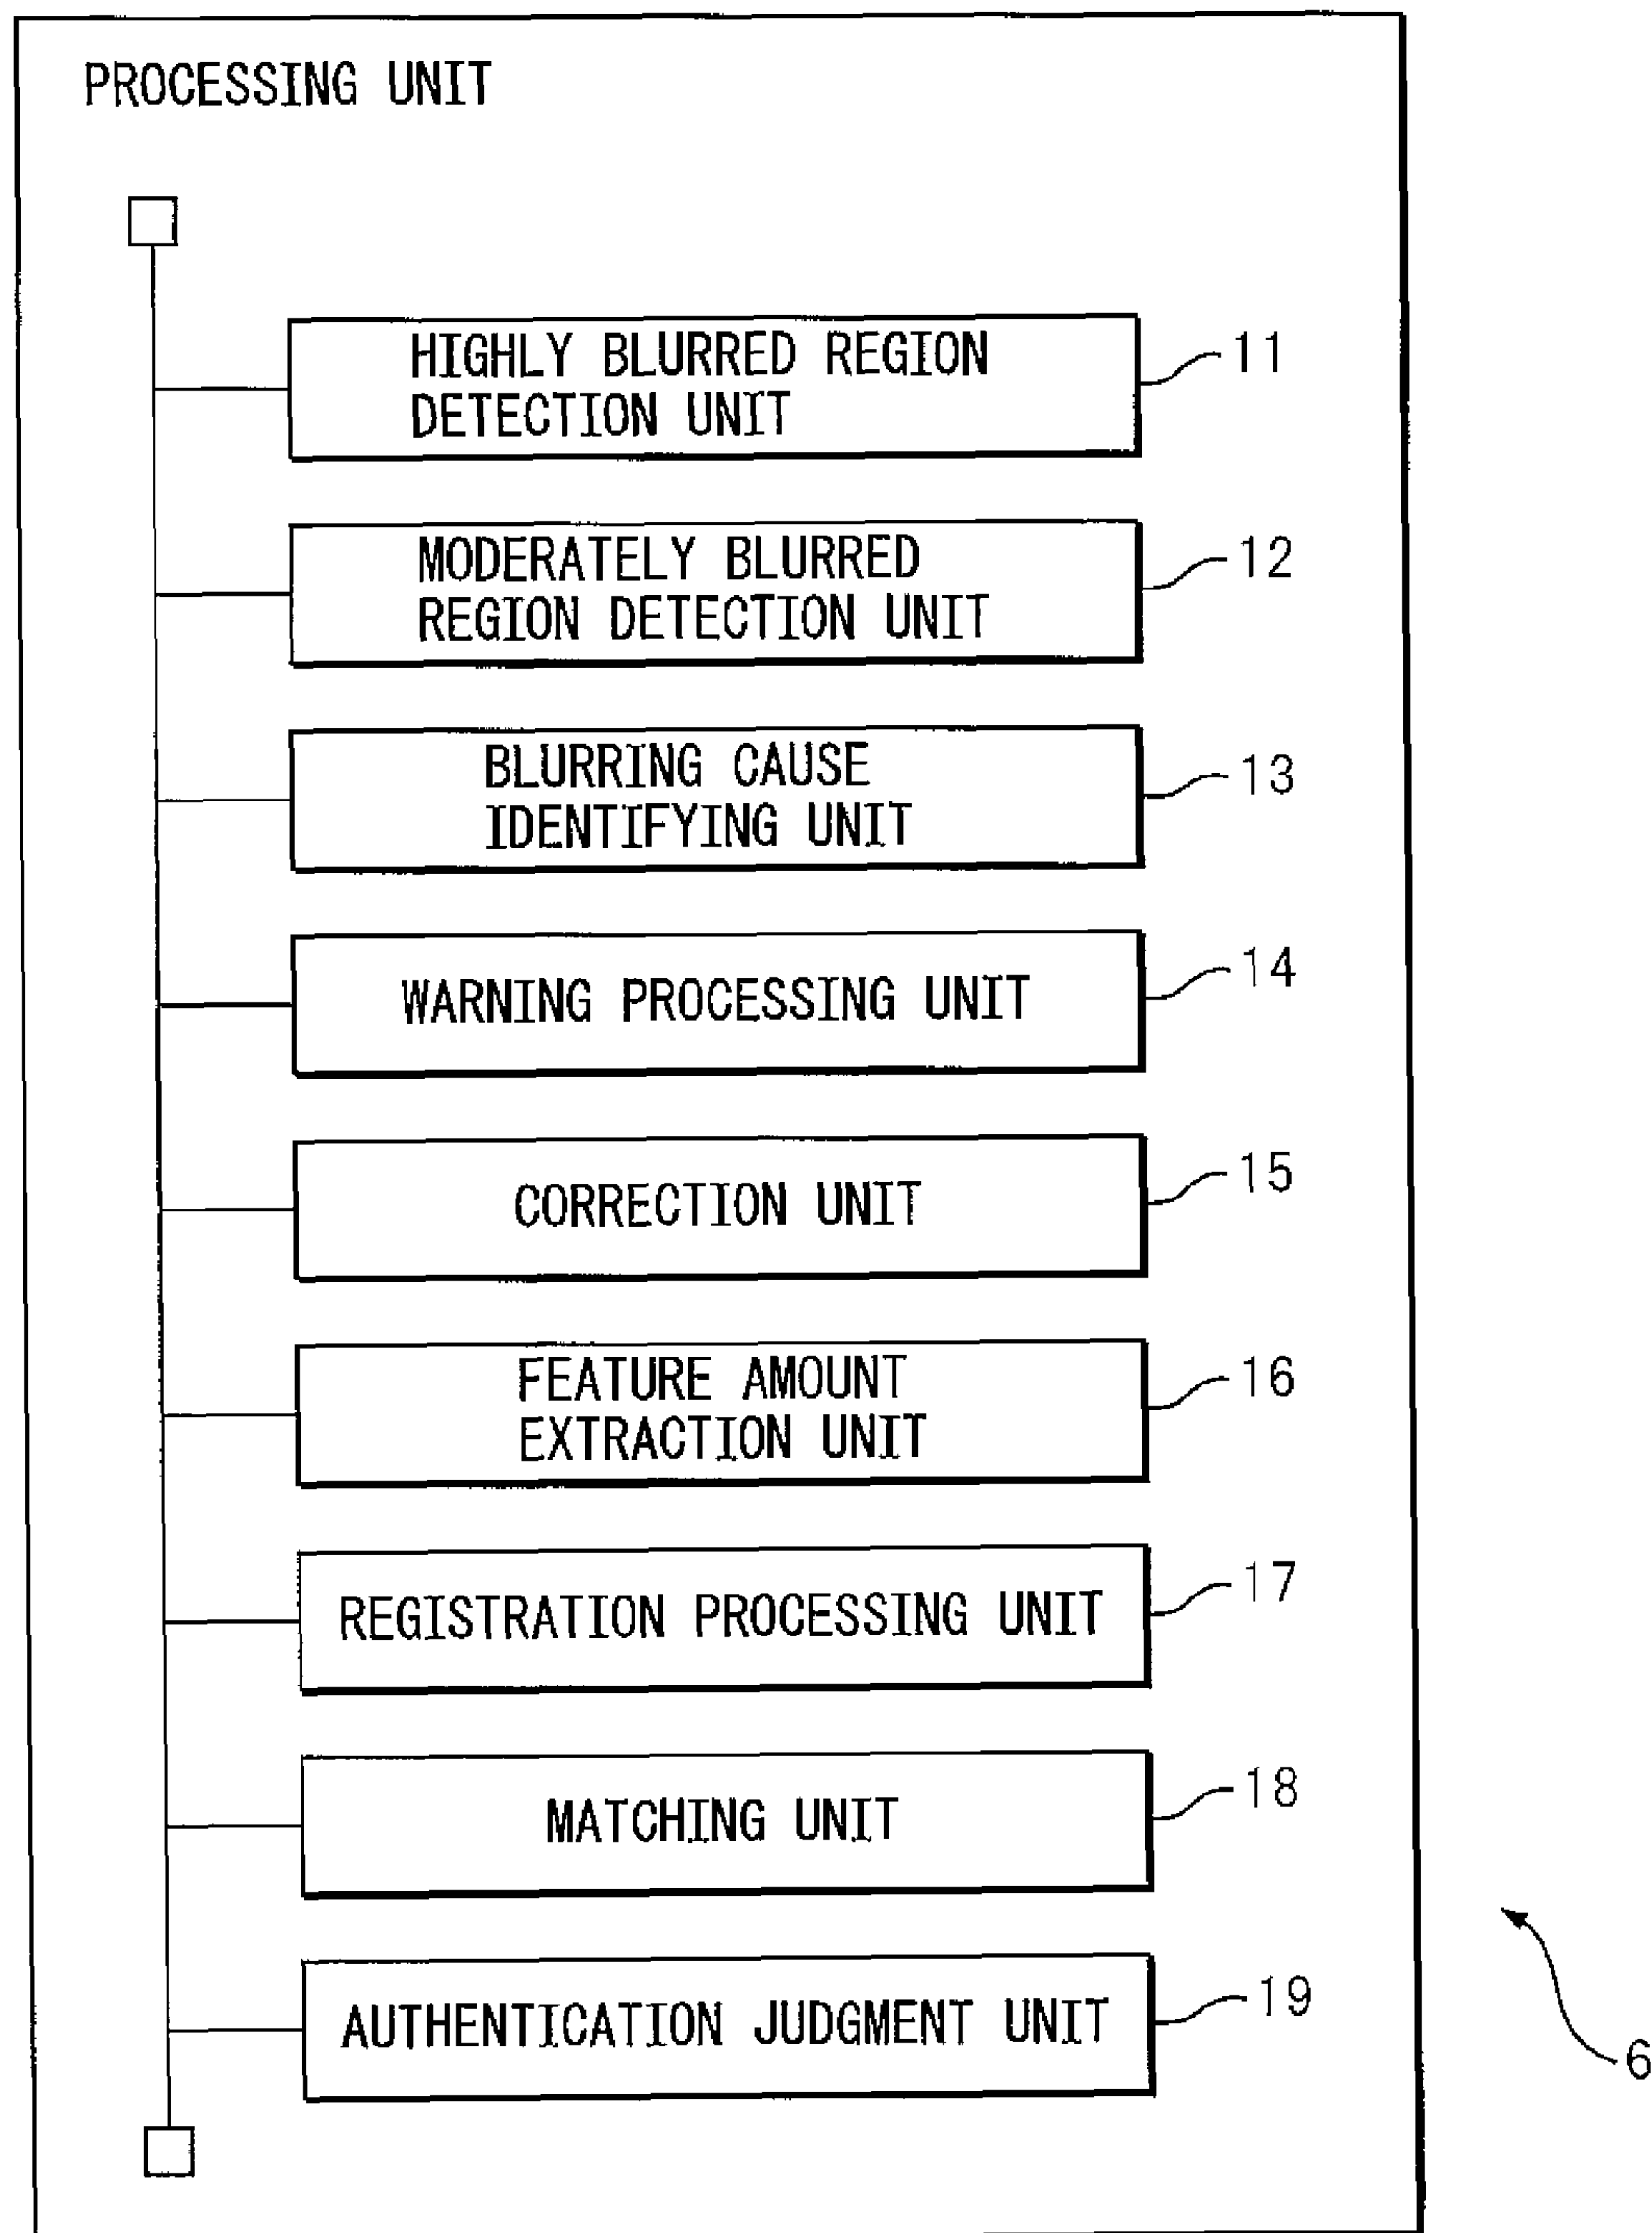 PROCESSING UNIT
HIGHLY BLURRED REGION
DETECTION UNIT
11
MODERATELY BLURRED
REGION DETECTION UNIT
12
BLURRING CAUSE
IDENTIFYING UNIT
13
WARNING PROCESSING UNIT
14
CORRECTION UNIT
15
FEATURE AMOUNT
EXTRACTION UNIT
16
REGISTRATION PROCESSING UNIT
17
MATCHING UNIT
18
AUTHENTICATION JUDGMENT UNIT
19
6